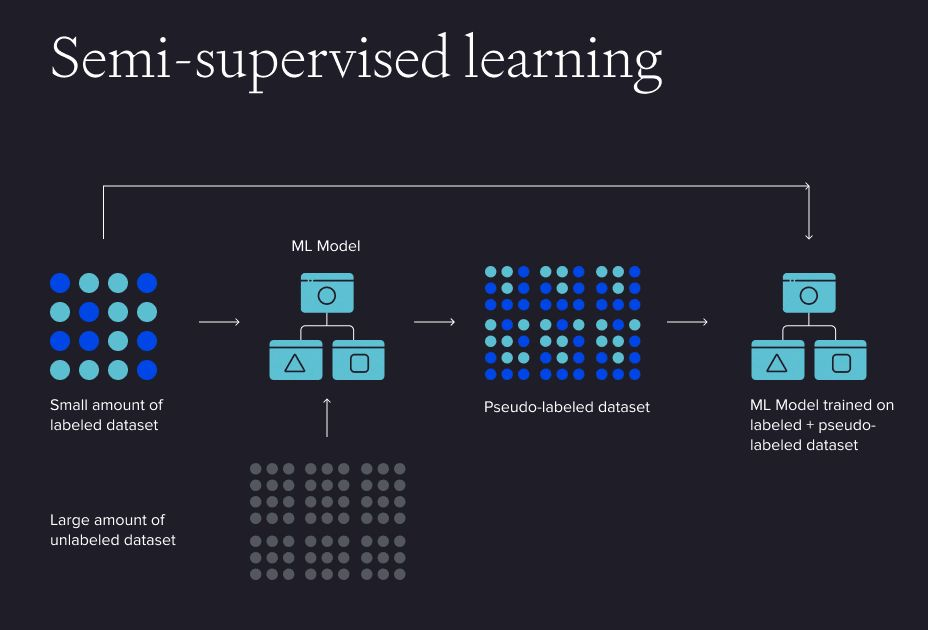 Semi-supervised learning
ML Model
Small amount of
labeled dataset
Pseudo-labeled dataset
ML Model trained on
labeled + pseudo-
labeled dataset
Large amount of
unlabeled dataset